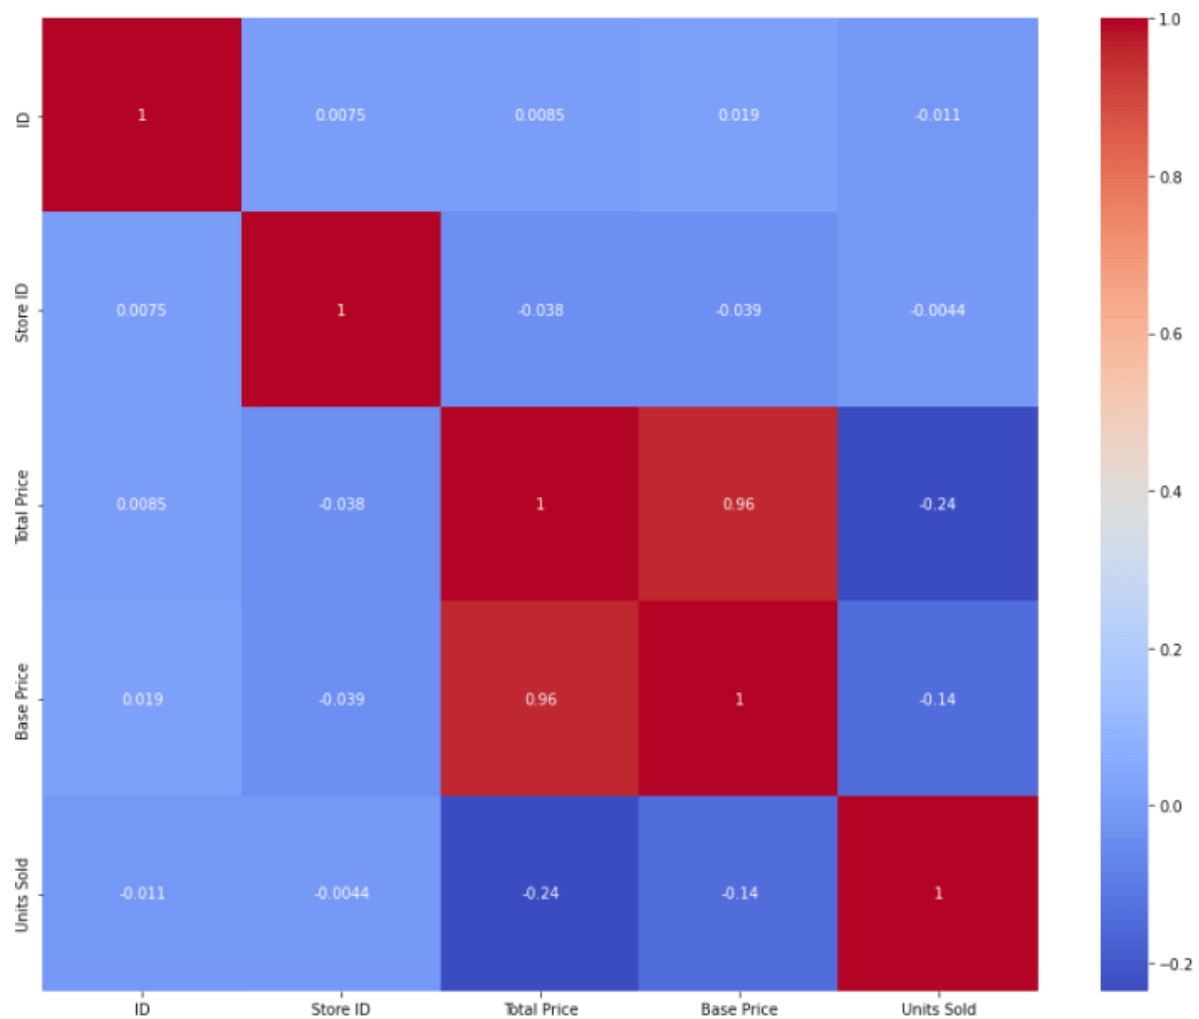 ID 1 0.0075 0.0085 0.019 -0.011
Store ID 0.0075 1 -0.038 -0.039 -0.0044
Total Price 0.0085 -0.038 1 0.96 -0.24
Base Price 0.019 -0.039 0.96 1 -0.14
Units Sold -0.011 -0.0044 -0.24 -0.14 1
ID Store ID Total Price Base Price Units Sold
1.0
0.8
0.6
0.4
0.2
0.0
−0.2